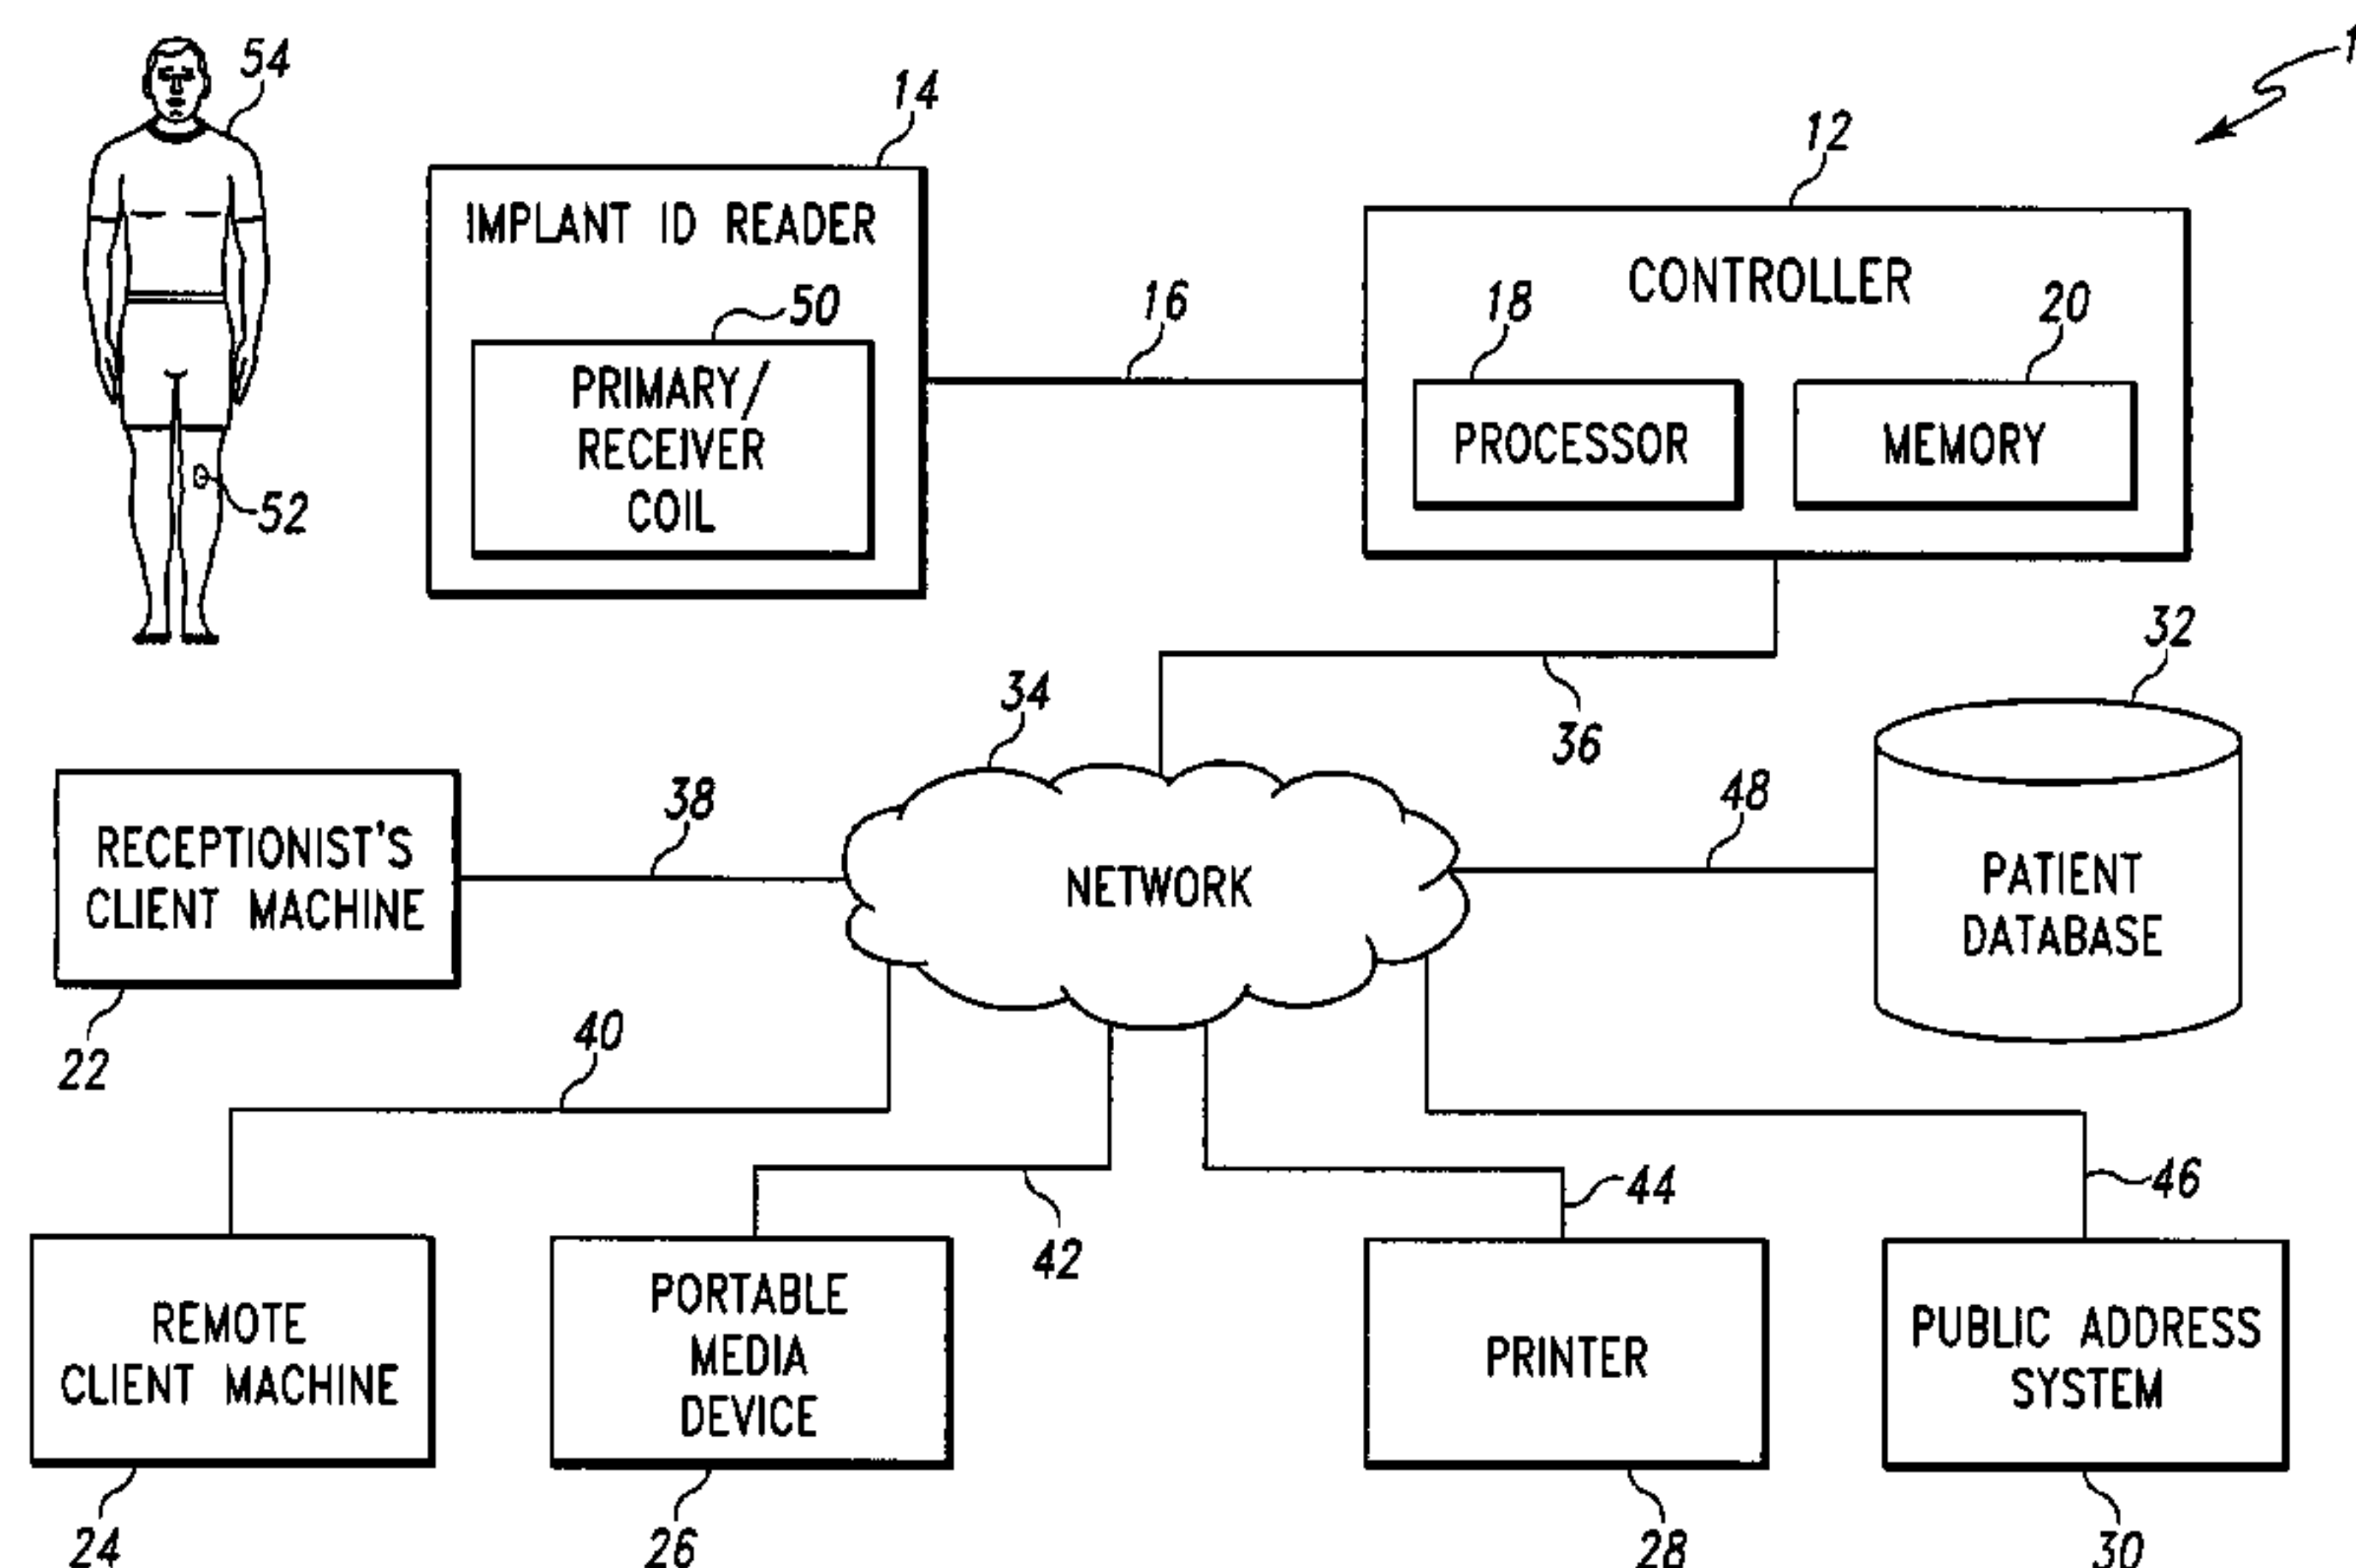 54
14
1
12
IMPLANT ID READER
CONTROLLER
50
16
18
20
PRIMARY/
RECEIVER
COIL
PROCESSOR
MEMORY
52
32
34
36
38
48
RECEPTIONIST'S
CLIENT MACHINE
NETWORK
PATIENT
DATABASE
22
40
44
46
42
REMOTE
CLIENT MACHINE
PORTABLE
MEDIA
DEVICE
PRINTER
PUBLIC ADDRESS
SYSTEM
24
26
28
30